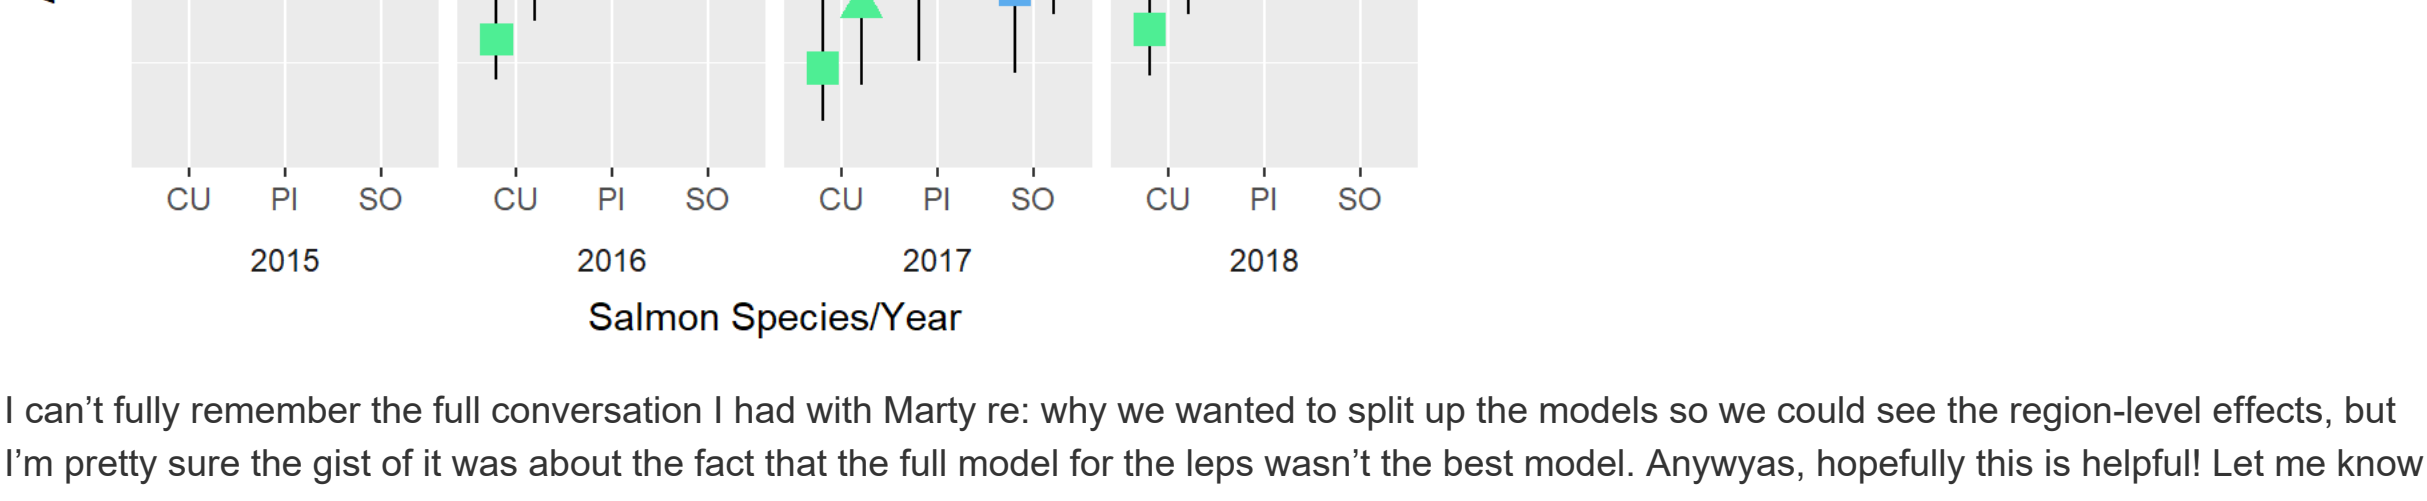 CU PI SO CU PI SO CU PI SO CU PI SO
2015 2016 2017 2018
Salmon Species/Year
I can’t fully remember the full conversation I had with Marty re: why we wanted to split up the models so we could see the region-level effects, but
I’m pretty sure the gist of it was about the fact that the full model for the leps wasn’t the best model. Anywyas, hopefully this is helpful! Let me know